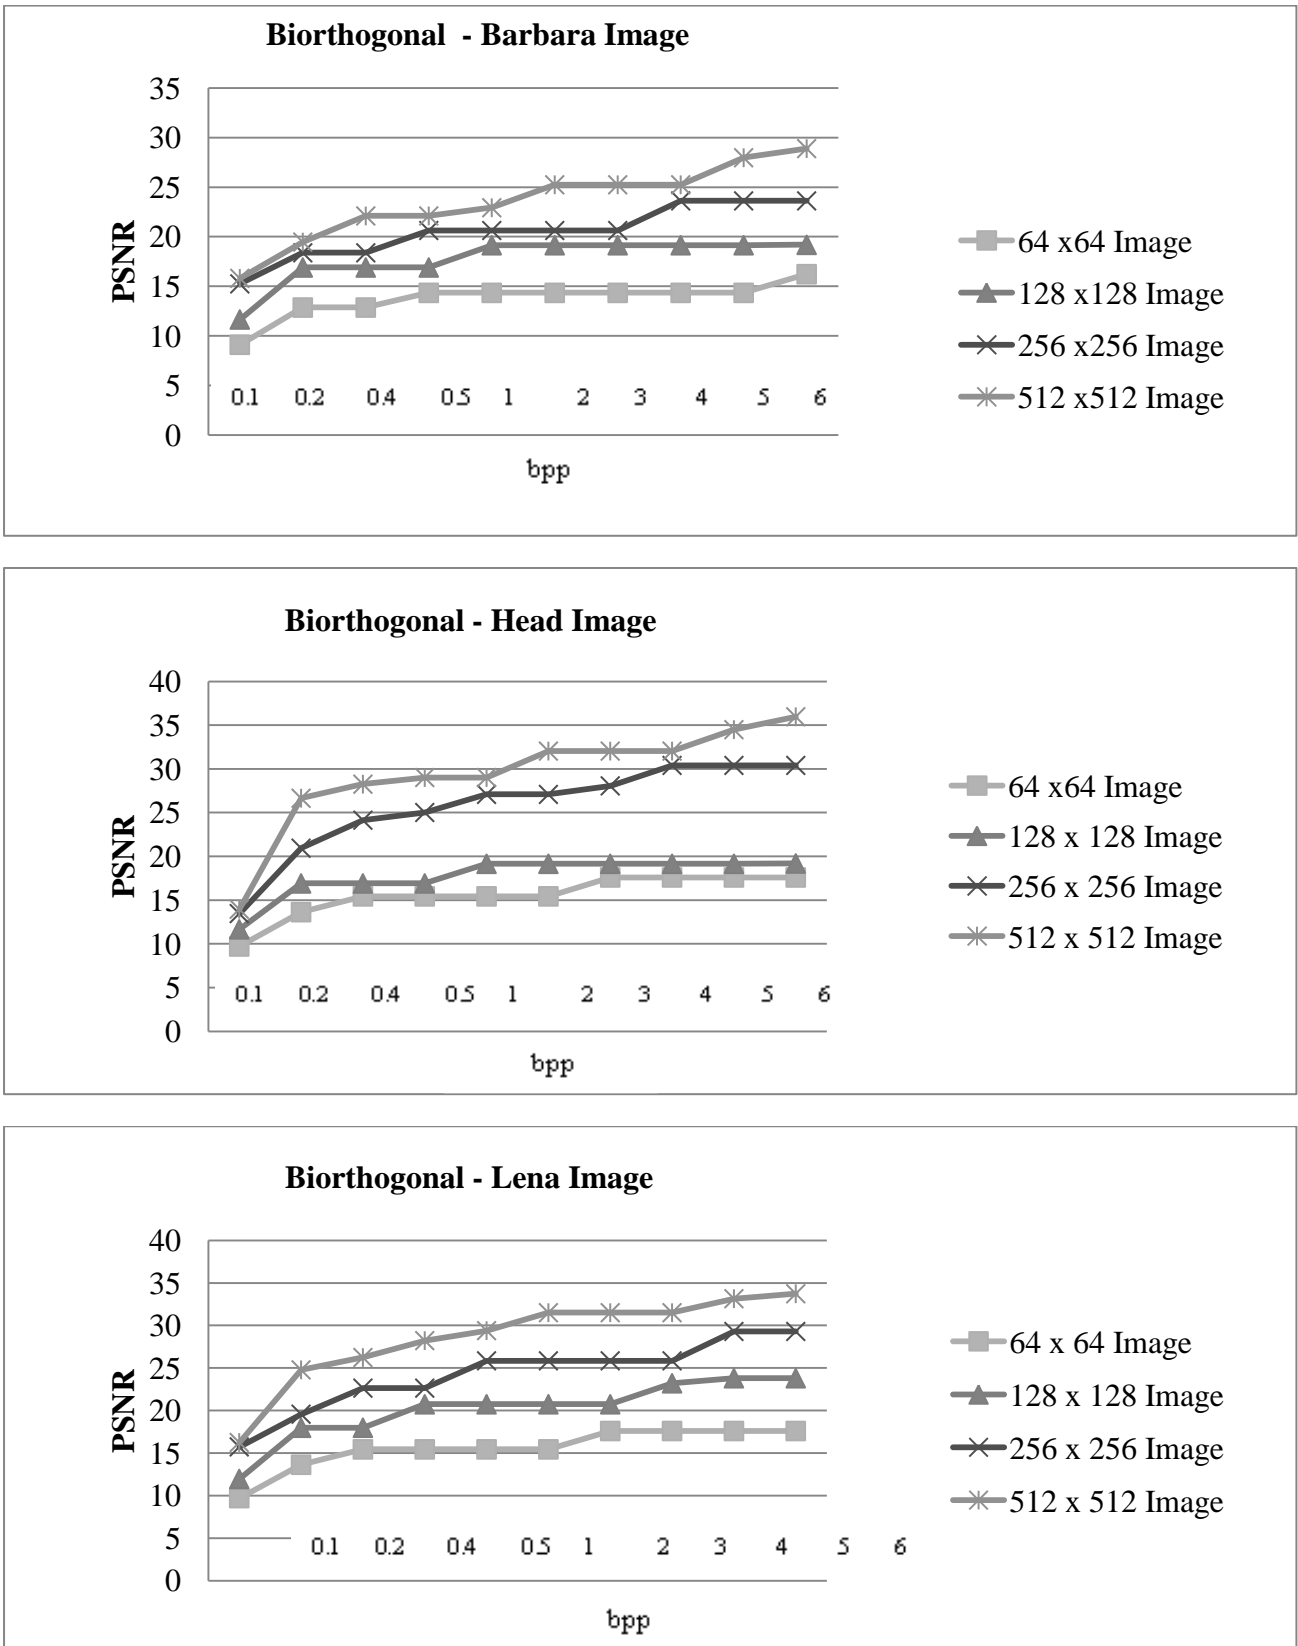 Biorthogonal - Barbara Image
35
30
25
20
15
10
5
0
PSNR
0.1 0.2 0.4 0.5 1 2 3 4 5 6
bpp
64 x64 Image
128 x128 Image
256 x256 Image
512 x512 Image
Biorthogonal - Head Image
40
35
30
25
20
15
10
5
0
PSNR
0.1 0.2 0.4 0.5 1 2 3 4 5 6
bpp
64 x64 Image
128 x 128 Image
256 x 256 Image
512 x 512 Image
Biorthogonal - Lena Image
40
35
30
25
20
15
10
5
0
PSNR
0.1 0.2 0.4 0.5 1 2 3 4 5 6
bpp
64 x 64 Image
128 x 128 Image
256 x 256 Image
512 x 512 Image